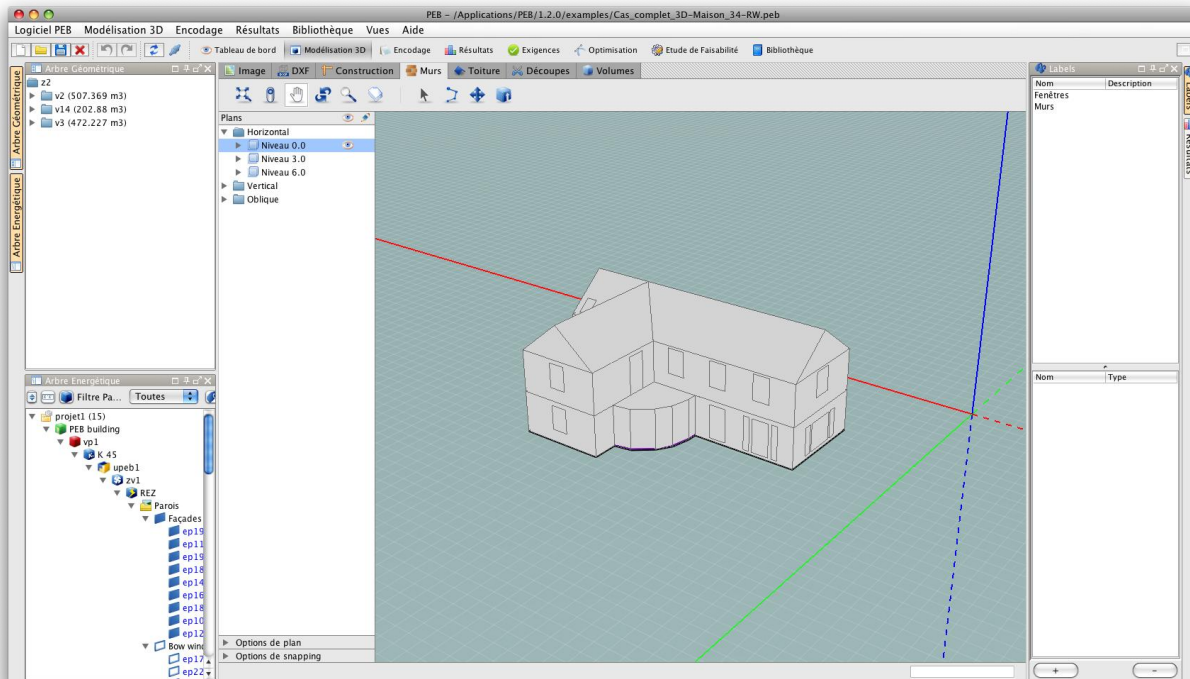 PEB – /Applications/PEB/1.2.0/examples/Cas_complet_3D-Maison_34-RW.peb
Logiciel PEB Modélisation 3D Encodage Résultats Bibliothèque Vues Aide
Tableau de bord Modélisation 3D Encodage Résultats Exigences Optimisation Etude de Faisabilité Bibliothèque
Arbre Géométrique
Arbre Energétique
Arbre Géométrique
z2
v2 (507.369 m3)
v14 (202.88 m3)
v3 (472.227 m3)
Arbre Energétique
Filtre Pa... Toutes
projet1 (15)
PEB building
vp1
K 45
upeb1
zv1
REZ
Parois
Façades
ep19
ep11
ep19
ep18
ep14
ep16
ep18
ep10
ep12
Bow wind
ep17
ep22
Image DXF Construction Murs Toiture Découpes Volumes
Plans
Horizontal
Niveau 0.0
Niveau 3.0
Niveau 6.0
Vertical
Oblique
Options de plan
Options de snapping
Labels
Nom Description
Fenêtres
Murs
Nom Type
+ -
Labels
Résultats